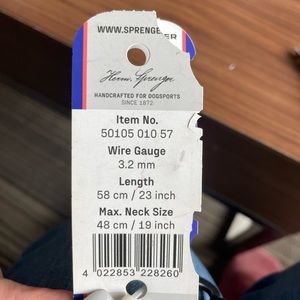 WWW.SPRENGER
Herm. Sprenger
HANDCRAFTED FOR DOGSPORTS
SINCE 1872
Item No.
50105 010 57
Wire Gauge
3.2 mm
Length
58 cm / 23 inch
Max. Neck Size
48 cm / 19 inch
4 022853 228260